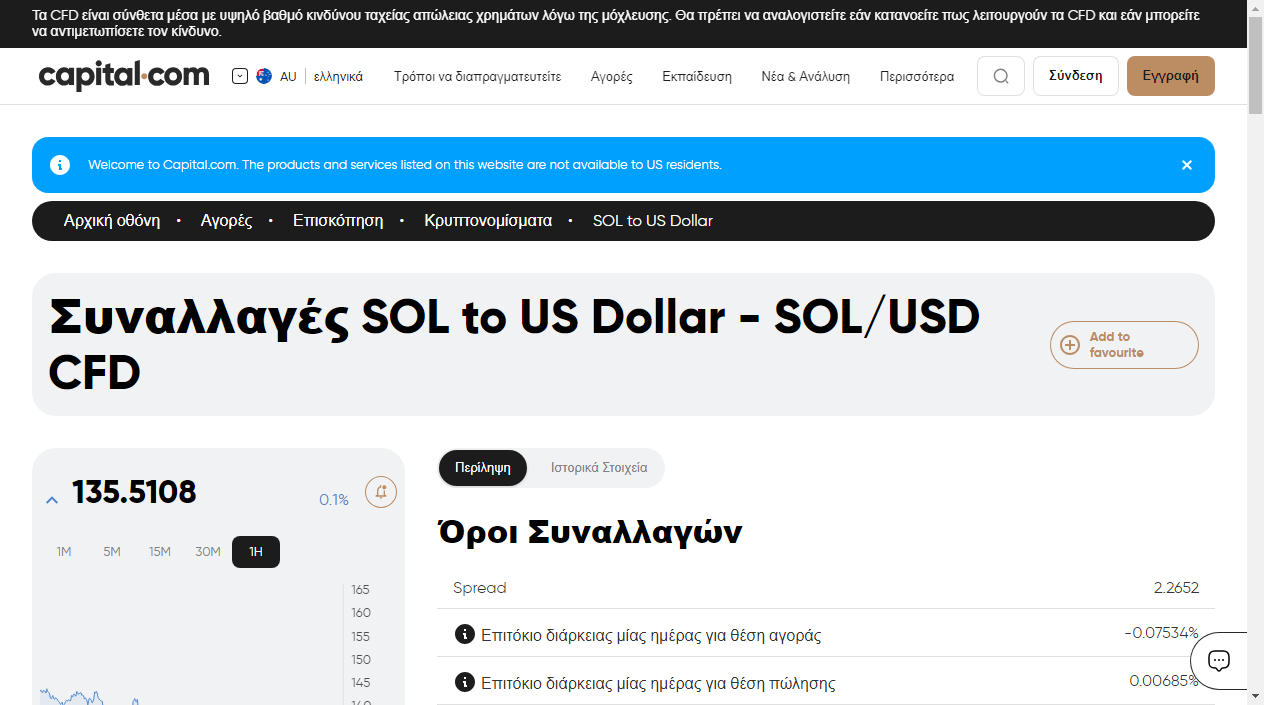 Τα CFD είναι σύνθετα μέσα με υψηλό βαθμό κινδύνου ταχείας απώλειας χρημάτων λόγω της μόχλευσης. Θα πρέπει να αναλογιστείτε εάν κατανοείτε πως λειτουργούν τα CFD και εάν μπορείτε
να αντιμετωπίσετε τον κίνδυνο.
capital.com AU ελληνικά Τρόποι να διαπραγματευτείτε Αγορές Εκπαίδευση Νέα & Ανάλυση Περισσότερα Σύνδεση Εγγραφή
Welcome to Capital.com. The products and services listed on this website are not available to US residents.
Αρχική οθόνη • Αγορές • Επισκόπηση • Κρυπτονομίσματα • SOL to US Dollar
Συναλλαγές SOL to US Dollar - SOL/USD
CFD
Add to
favourite
135.5108 0.1%
1M 5M 15M 30M 1H
165
160
155
150
145
140
Περίληψη Ιστορικά Στοιχεία
Όροι Συναλλαγών
Spread 2.2652
Επιτόκιο διάρκειας μίας ημέρας για θέση αγοράς -0.07534%
Επιτόκιο διάρκειας μίας ημέρας για θέση πώλησης 0.00685%